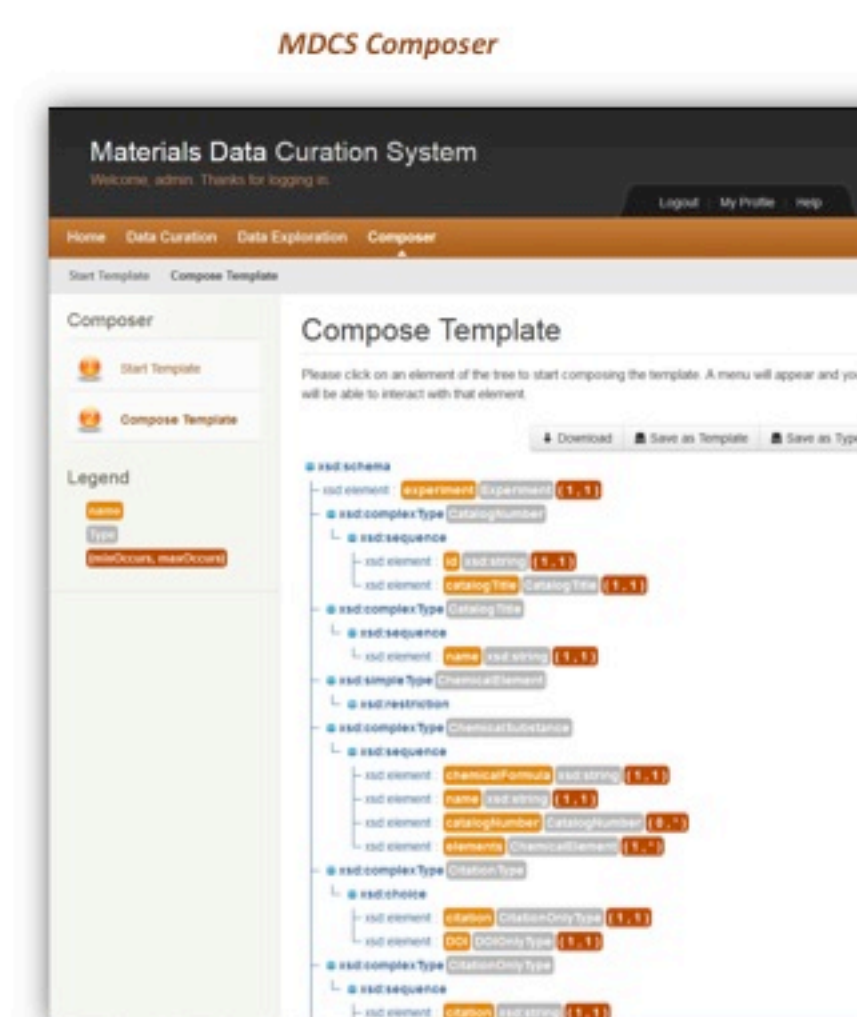 MDCS Composer
Materials Data Curation System
Welcome, admin. Thanks for logging in.
Logout My Profile Help
Home Data Curation Data Exploration Composer
Start Template Compose Template
Composer
Start Template
Compose Template
Legend
name
Type
(minOccurs, maxOccurs)
Compose Template
Please click on an element of the tree to start composing the template. A menu will appear and you
will be able to interact with that element.
Download Save as Template Save as Type
xsd:schema
xsd:element : experiment Experiment (1,1)
xsd:complexType CatalogNumber
xsd:sequence
xsd:element : id xsd:string (1,1)
xsd:element : catalogTitle CatalogTitle (1,1)
xsd:complexType CatalogTitle
xsd:sequence
xsd:element : name xsd:string (1,1)
xsd:simpleType ChemicalElement
xsd:restriction
xsd:complexType ChemicalSubstance
xsd:sequence
xsd:element : chemicalFormula xsd:string (1,1)
xsd:element : name xsd:string (1,1)
xsd:element : catalogNumber CatalogNumber (0,*)
xsd:element : elements ChemicalElement (1,*)
xsd:complexType CitationType
xsd:choice
xsd:element : citation CitationOnlyType (1,1)
xsd:element : DOI DOIOnlyType (1,1)
xsd:complexType CitationOnlyType
xsd:sequence
xsd:element : citation xsd:string (1,1)